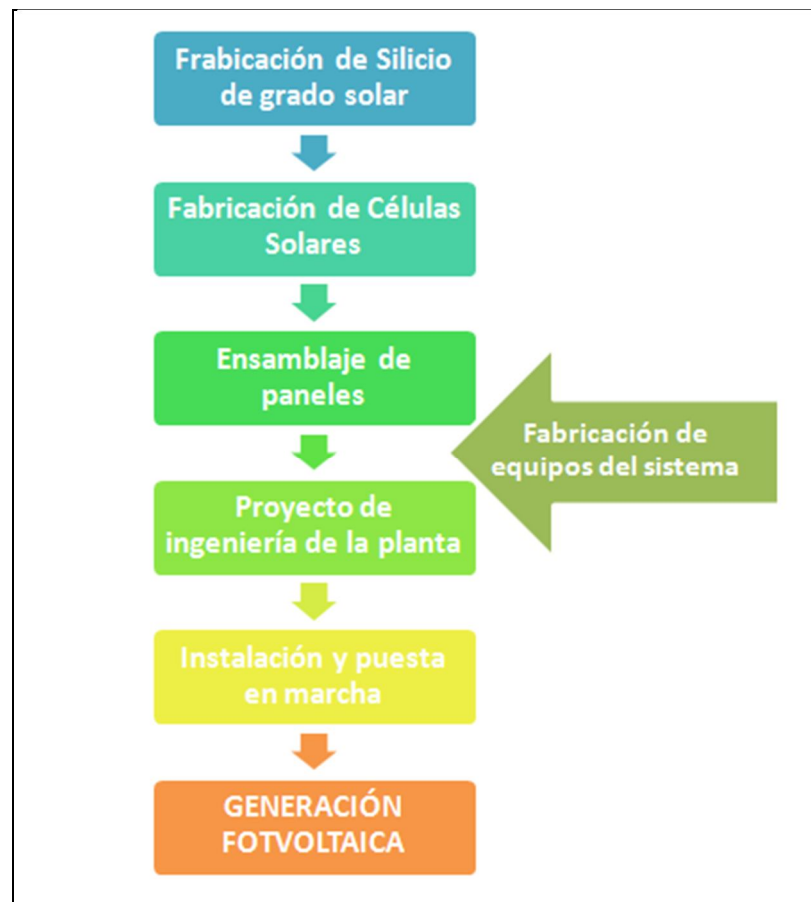 Frabicación de Silicio
de grado solar
Fabricación de Células
Solares
Ensamblaje de
paneles
Fabricación de
equipos del sistema
Proyecto de
ingeniería de la planta
Instalación y puesta
en marcha
GENERACIÓN
FOTVOLTAICA